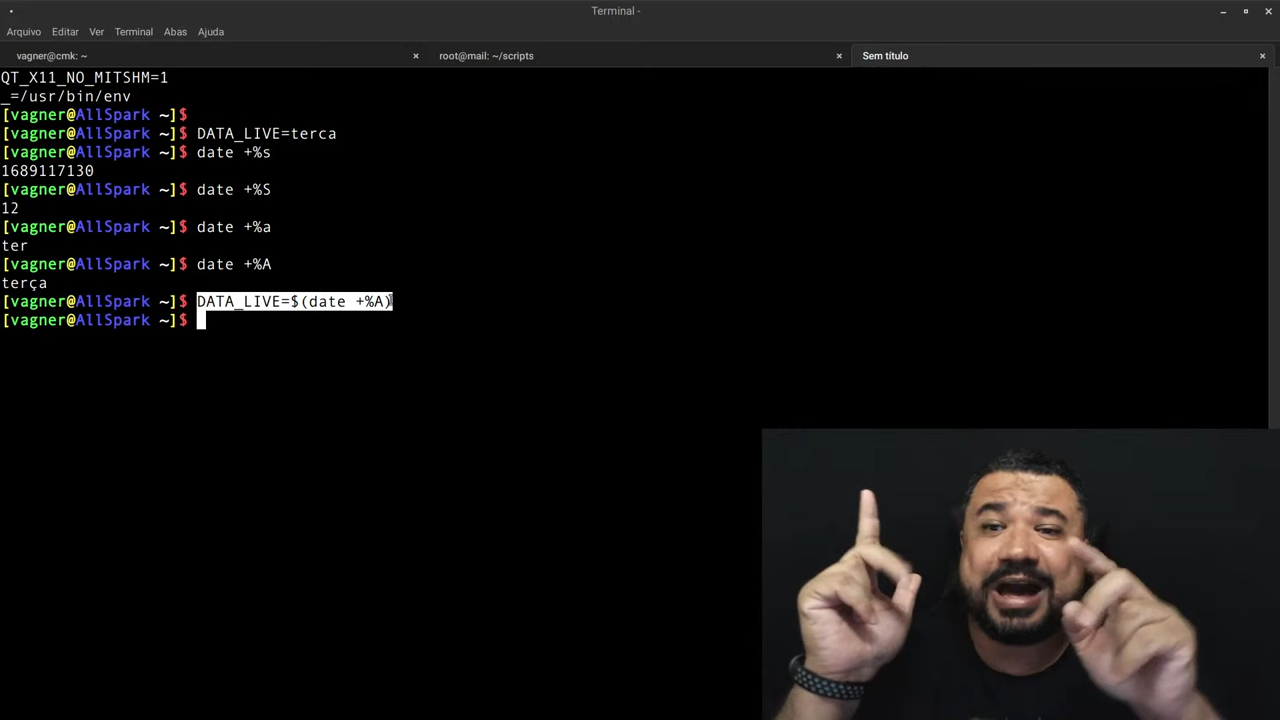 Terminal -
Arquivo Editar Ver Terminal Abas Ajuda
vagner@cmk: ~ root@mail: ~/scripts Sem título
QT_X11_NO_MITSHM=1
_=/usr/bin/env
[vagner@AllSpark ~]$
[vagner@AllSpark ~]$ DATA_LIVE=terca
[vagner@AllSpark ~]$ date +%s
1689117130
[vagner@AllSpark ~]$ date +%S
12
[vagner@AllSpark ~]$ date +%a
ter
[vagner@AllSpark ~]$ date +%A
terça
[vagner@AllSpark ~]$ DATA_LIVE=$(date +%A)
[vagner@AllSpark ~]$